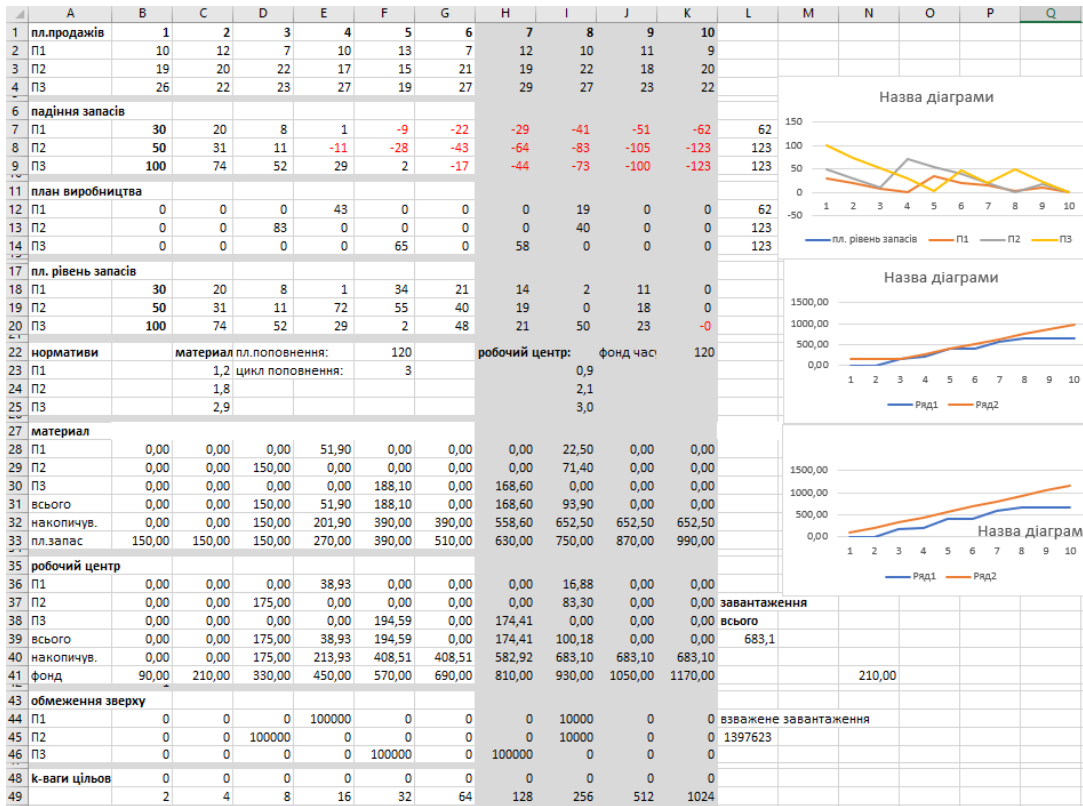 A B C D E F G H I J K L M N O P Q
1 пл.продажів 1 2 3 4 5 6 7 8 9 10
2 П1 10 12 7 10 13 7 12 10 11 9
3 П2 19 20 22 17 15 21 19 22 18 20
4 П3 26 22 23 27 19 27 29 27 23 22
6 падіння запасів
7 П1 30 20 8 1 -9 -22 -29 -41 -51 -62 62
8 П2 50 31 11 -11 -28 -43 -64 -83 -105 -123 123
9 П3 100 74 52 29 2 -17 -44 -73 -100 -123 123
11 план виробництва
12 П1 0 0 0 43 0 0 0 19 0 0 62
13 П2 0 0 83 0 0 0 0 40 0 0 123
14 П3 0 0 0 0 65 0 58 0 0 0 123
17 пл. рівень запасів
18 П1 30 20 8 1 34 21 14 2 11 0
19 П2 50 31 11 72 55 40 19 0 18 0
20 П3 100 74 52 29 2 48 21 50 23 -0
22 нормативи материал пл.поповнення: 120 робочий центр: фонд часу 120
23 П1 1,2 цикл поповнення: 3 0,9
24 П2 1,8 2,1
25 П3 2,9 3,0
27 материал
28 П1 0,00 0,00 0,00 51,90 0,00 0,00 0,00 22,50 0,00 0,00
29 П2 0,00 0,00 150,00 0,00 0,00 0,00 0,00 71,40 0,00 0,00
30 П3 0,00 0,00 0,00 0,00 188,10 0,00 168,60 0,00 0,00 0,00
31 всього 0,00 0,00 150,00 51,90 188,10 0,00 168,60 93,90 0,00 0,00
32 накопичув. 0,00 0,00 150,00 201,90 390,00 390,00 558,60 652,50 652,50 652,50
33 пл.запас 150,00 150,00 150,00 270,00 390,00 510,00 630,00 750,00 870,00 990,00
35 робочий центр
36 П1 0,00 0,00 0,00 38,93 0,00 0,00 0,00 16,88 0,00 0,00
37 П2 0,00 0,00 175,00 0,00 0,00 0,00 0,00 83,30 0,00 0,00 завантаження
38 П3 0,00 0,00 0,00 0,00 194,59 0,00 174,41 0,00 0,00 0,00 всього
39 всього 0,00 0,00 175,00 38,93 194,59 0,00 174,41 100,18 0,00 0,00 683,1
40 накопичув. 0,00 0,00 175,00 213,93 408,51 408,51 582,92 683,10 683,10 683,10
41 фонд 90,00 210,00 330,00 450,00 570,00 690,00 810,00 930,00 1050,00 1170,00 210,00
43 обмеження зверху
44 П1 0 0 0 100000 0 0 0 10000 0 0 взважене завантаження
45 П2 0 0 100000 0 0 0 0 10000 0 0 1397623
46 П3 0 0 0 0 100000 0 100000 0 0 0
48 k-ваги цільов 0 0 0 0 0 0 0 0 0 0
49 2 4 8 16 32 64 128 256 512 1024
Назва діаграми
150
100
50
0
-50
1 2 3 4 5 6 7 8 9 10
пл. рівень запасів П1 П2 П3
Назва діаграми
1500,00
1000,00
500,00
0,00
1 2 3 4 5 6 7 8 9 10
Ряд1 Ряд2
1500,00
1000,00
500,00
0,00
Назва діаграм
1 2 3 4 5 6 7 8 9 10
Ряд1 Ряд2